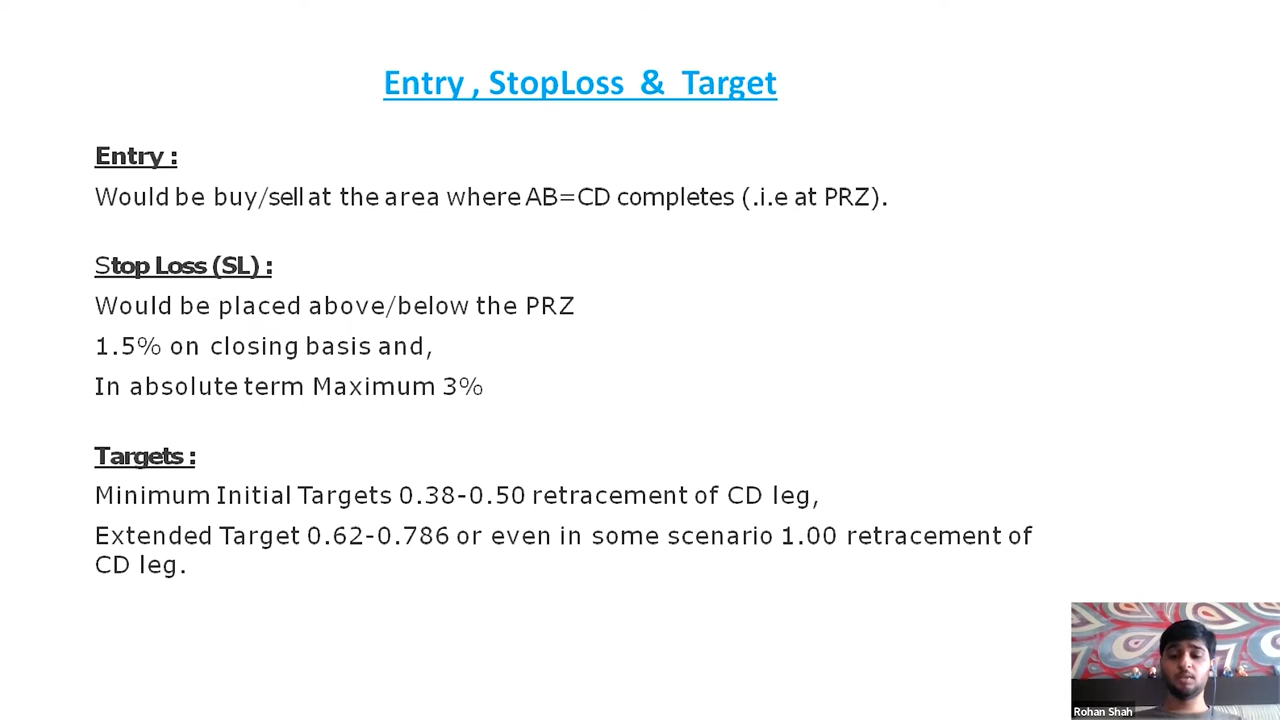 Entry , StopLoss & Target
Entry :
Would be buy/sell at the area where AB=CD completes (.i.e at PRZ).
Stop Loss (SL) :
Would be placed above/below the PRZ
1.5% on closing basis and,
In absolute term Maximum 3%
Targets :
Minimum Initial Targets 0.38-0.50 retracement of CD leg,
Extended Target 0.62-0.786 or even in some scenario 1.00 retracement of
CD leg.
Rohan Shah